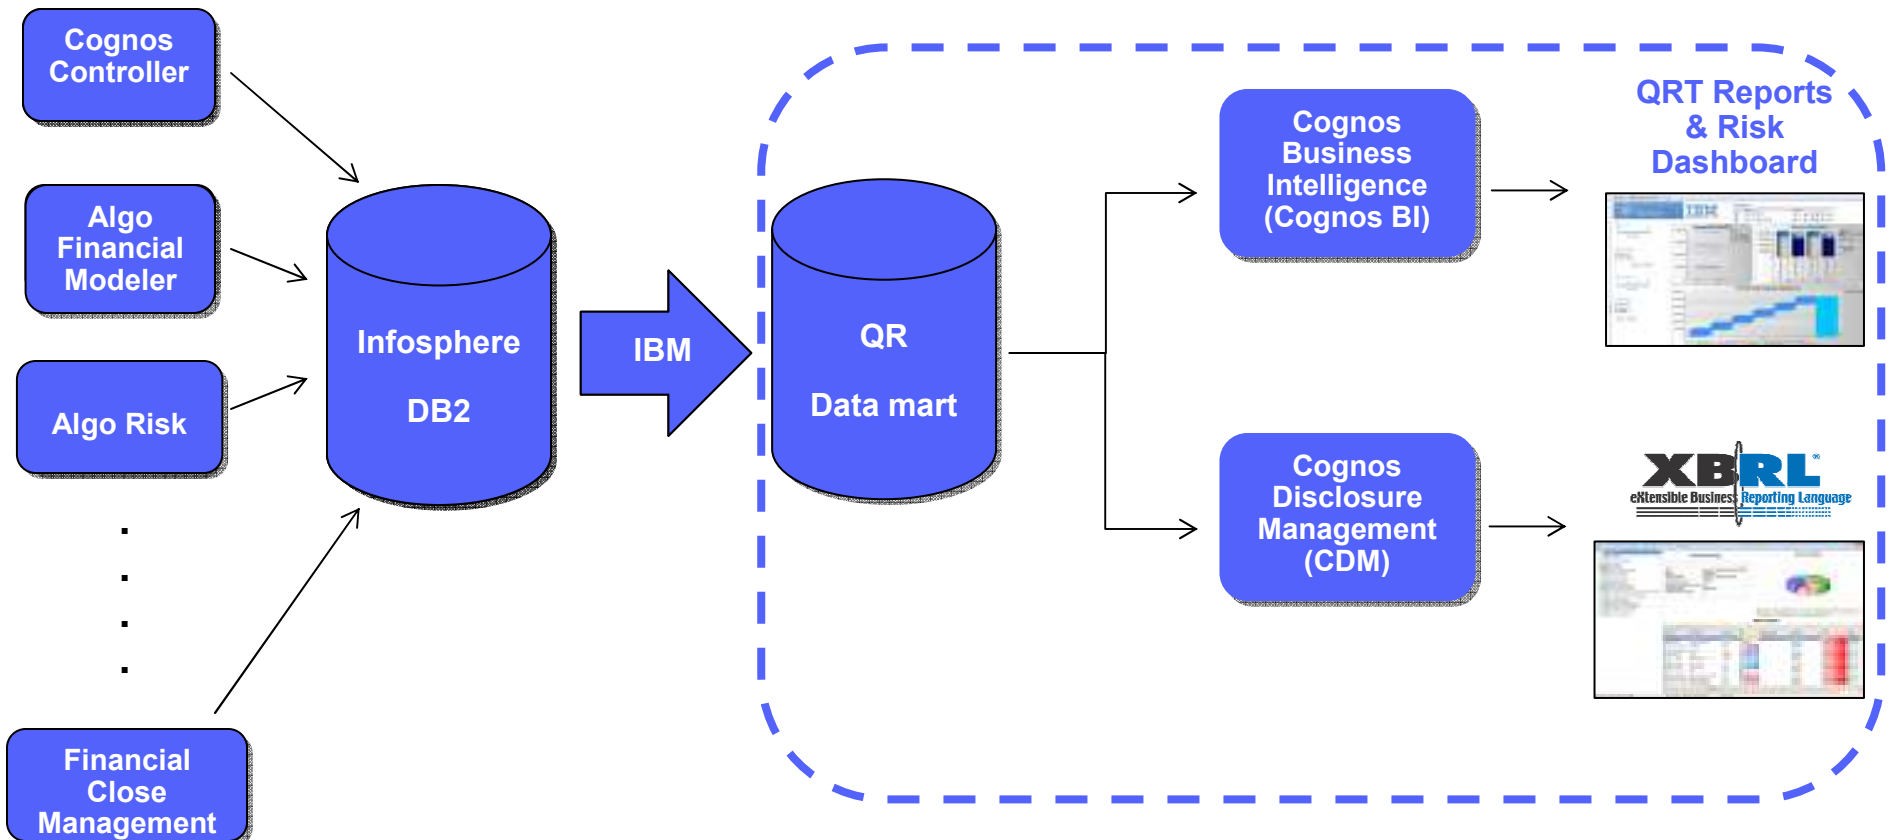 Cognos
Controller
Algo
Financial
Modeler
Algo Risk
.
.
.
.
Financial
Close
Management
Infosphere
DB2
IBM
QR
Data mart
Cognos
Business
Intelligence
(Cognos BI)
Cognos
Disclosure
Management
(CDM)
QRT Reports
& Risk
Dashboard
IBM
XBRL®
eXtensible Business Reporting Language